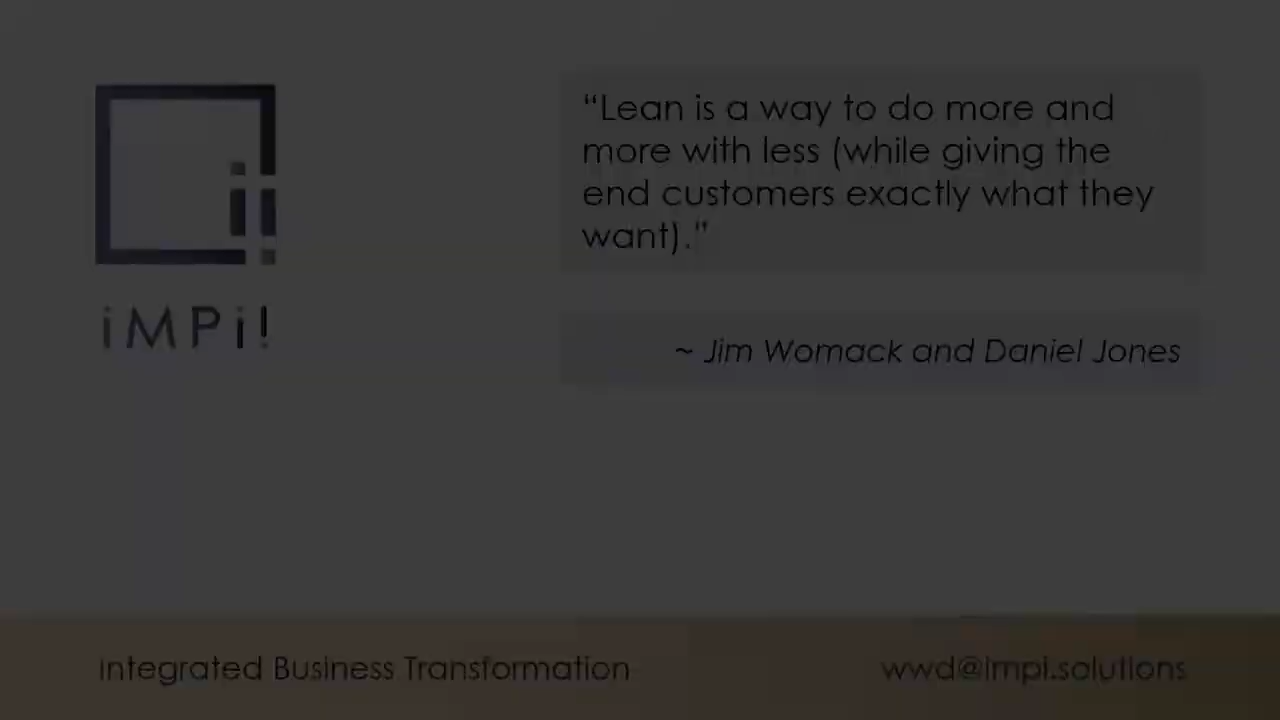 “Lean is a way to do more and
more with less (while giving the
end customers exactly what they
want).”
iMPi!
~ Jim Womack and Daniel Jones
Integrated Business Transformation
wwd@impi.solutions